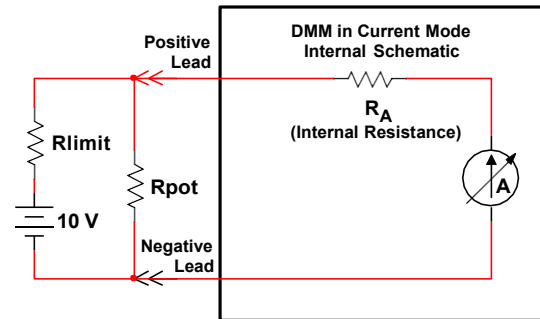 Positive
Lead
DMM in Current Mode
Internal Schematic
RA
(Internal Resistance)
Rlimit
Rpot
A
10 V
Negative
Lead